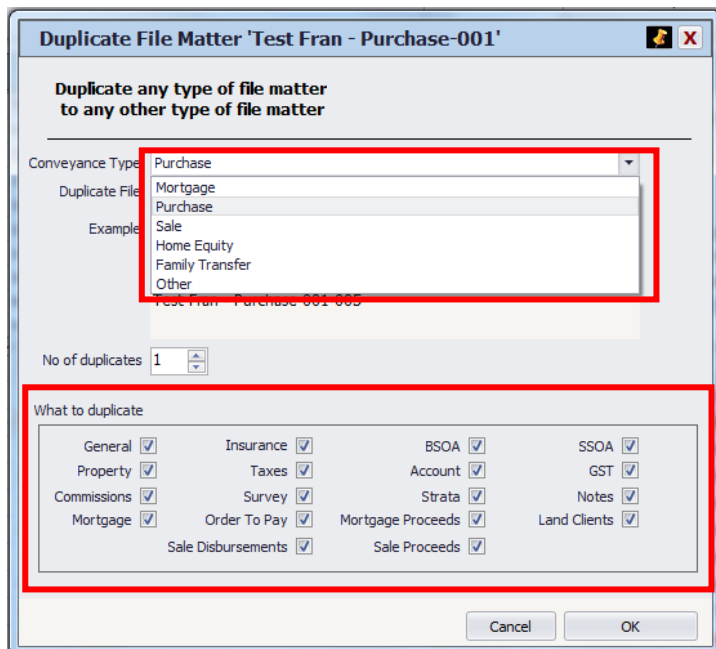 Duplicate File Matter 'Test Fran - Purchase-001'
X
Duplicate any type of file matter
to any other type of file matter
Conveyance Type Purchase
Mortgage
Duplicate File
Purchase
Sale
Example
Home Equity
Family Transfer
Other
Test Fran - Purchase-001-005
No of duplicates 1
What to duplicate
General Insurance BSOA SSOA
Property Taxes Account GST
Commissions Survey Strata Notes
Mortgage Order To Pay Mortgage Proceeds Land Clients
Sale Disbursements Sale Proceeds
Cancel OK